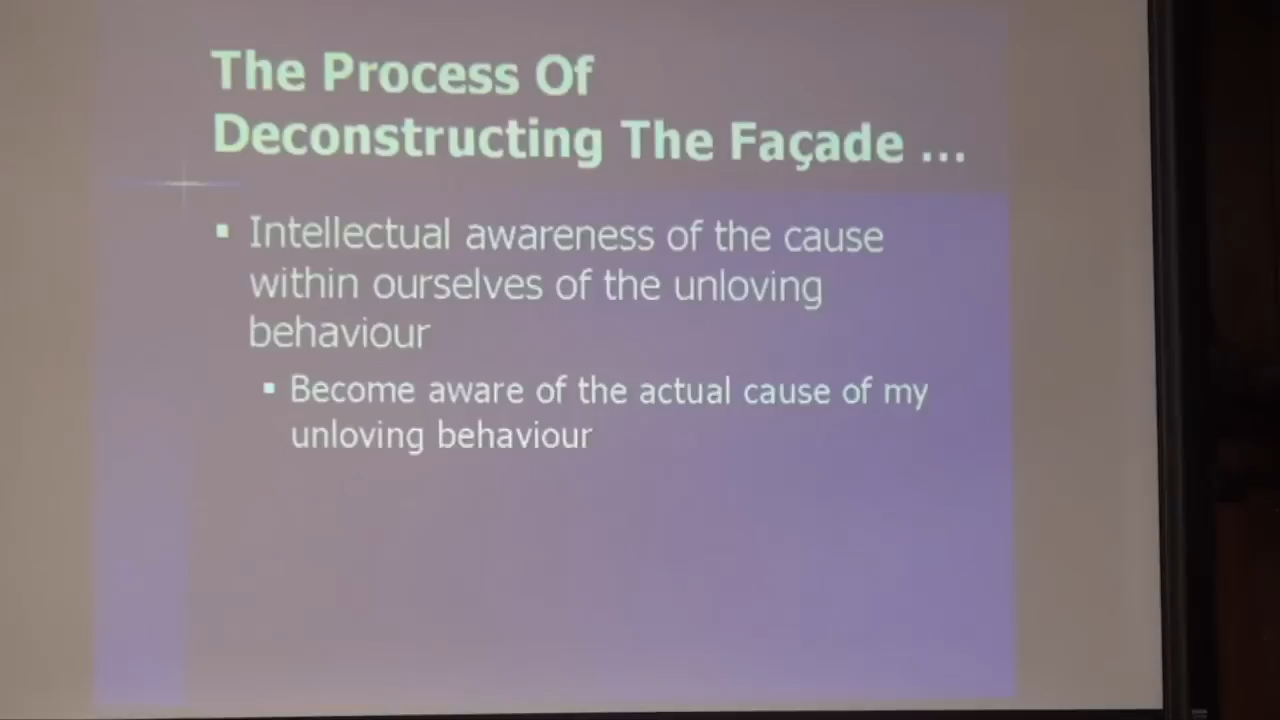 The Process Of
Deconstructing The Façade ...
▪ Intellectual awareness of the cause
within ourselves of the unloving
behaviour
▪ Become aware of the actual cause of my
unloving behaviour